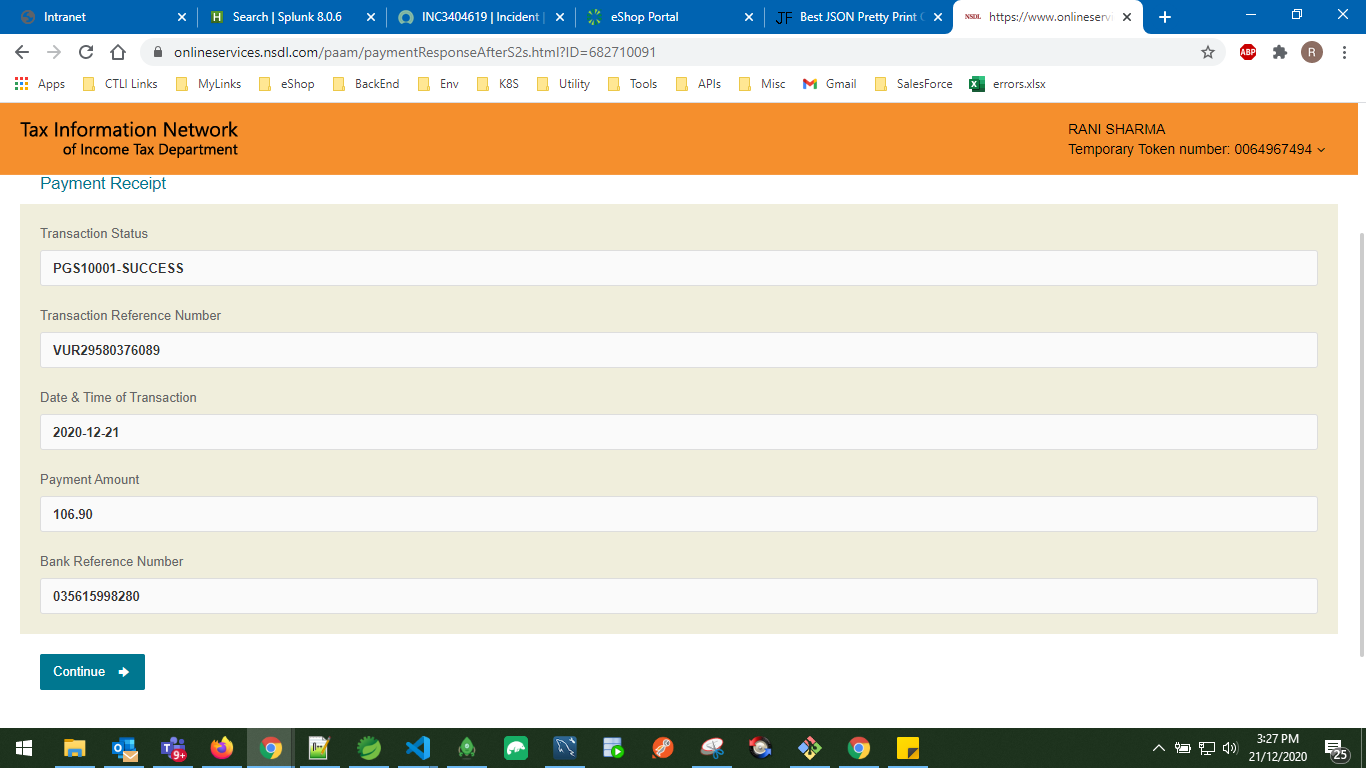 Intranet
Search | Splunk 8.0.6
INC3404619 | Incident |
eShop Portal
JF Best JSON Pretty Print
NSDL https://www.onlineservi
onlineservices.nsdl.com/paam/paymentResponseAfterS2s.html?ID=682710091
ABP
R
Apps
CTLI Links
MyLinks
eShop
BackEnd
Env
K8S
Utility
Tools
APIs
Misc
Gmail
SalesForce
errors.xlsx
Tax Information Network
of Income Tax Department
RANI SHARMA
Temporary Token number: 0064967494
Payment Receipt
Transaction Status
PGS10001-SUCCESS
Transaction Reference Number
VUR29580376089
Date & Time of Transaction
2020-12-21
Payment Amount
106.90
Bank Reference Number
035615998280
Continue
9+
3:27 PM
21/12/2020
25